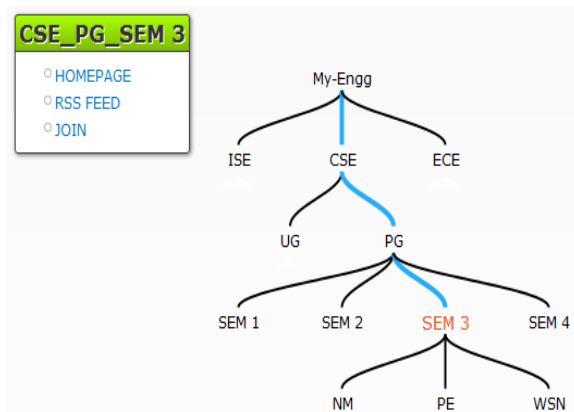 CSE_PG_SEM 3
HOMEPAGE
RSS FEED
JOIN
My-Engg
ISE CSE ECE
UG PG
SEM 1 SEM 2 SEM 3 SEM 4
NM PE WSN